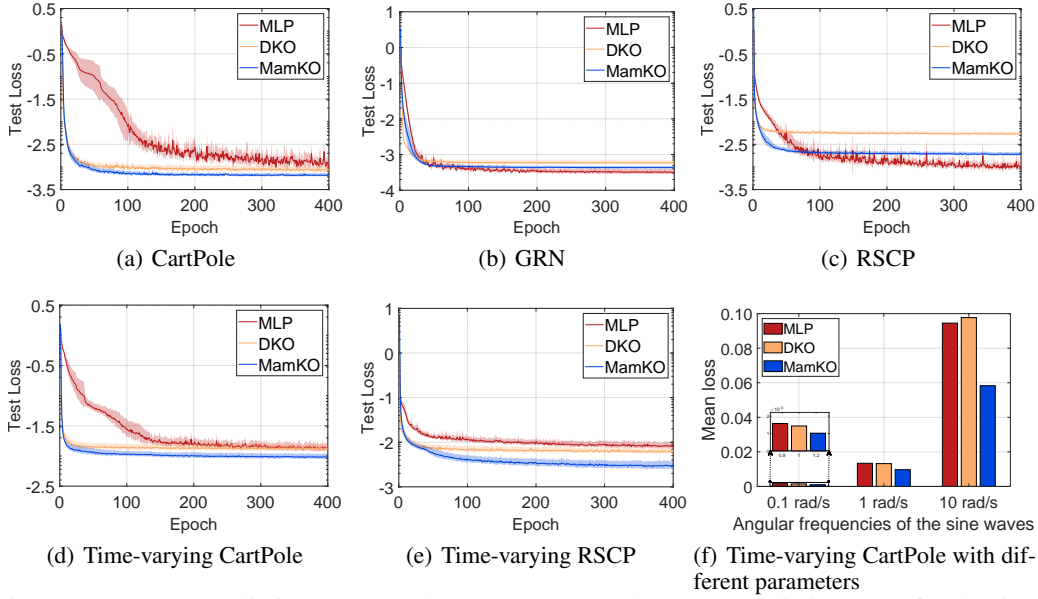 0.5
-0.5
-1.5
-2.5
-3.5
Test Loss
0 100 200 300 400
Epoch
MLP
DKO
MamKO
(a) CartPole
1
0
-1
-2
-3
-4
Test Loss
0 100 200 300 400
Epoch
MLP
DKO
MamKO
(b) GRN
0.5
-0.5
-1.5
-2.5
-3.5
Test Loss
0 100 200 300 400
Epoch
MLP
DKO
MamKO
(c) RSCP
0.5
-0.5
-1.5
-2.5
Test Loss
0 100 200 300 400
Epoch
MLP
DKO
MamKO
(d) Time-varying CartPole
1
0
-1
-2
-3
Test Loss
0 100 200 300 400
Epoch
MLP
DKO
MamKO
(e) Time-varying RSCP
0.10
0.08
0.06
0.04
0.02
0
Mean loss
MLP
DKO
MamKO
0.8 1 1.2
0.1 rad/s 1 rad/s 10 rad/s
Angular frequencies of the sine waves
(f) Time-varying CartPole with dif-
ferent parameters